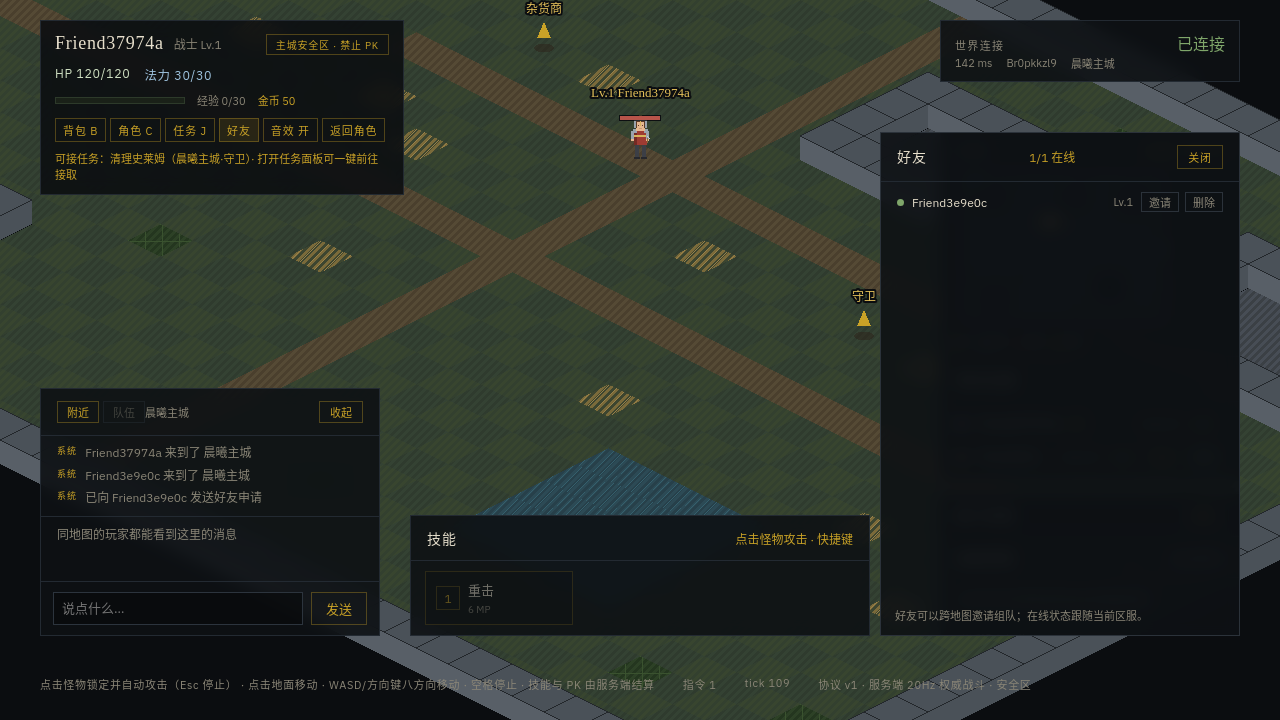 杂货商
Friend37974a 战士 Lv.1 主城安全区 · 禁止 PK
HP 120/120 法力 30/30
经验 0/30 金币 50
背包 B 角色 C 任务 J 好友 音效 开 返回角色
可接任务：清理史莱姆（晨曦主城·守卫）· 打开任务面板可一键前往
接取
世界连接 已连接
142 ms Br0pkkzl9 晨曦主城
Lv.1 Friend37974a
好友 1/1 在线 关闭
Friend3e9e0c Lv.1 邀请 删除
守卫
附近 队伍 晨曦主城 收起
系统 Friend37974a 来到了 晨曦主城
系统 Friend3e9e0c 来到了 晨曦主城
系统 已向 Friend3e9e0c 发送好友申请
同地图的玩家都能看到这里的消息
说点什么... 发送
技能 点击怪物攻击 · 快捷键
1 重击
6 MP
好友可以跨地图邀请组队；在线状态跟随当前区服。
点击怪物锁定并自动攻击（Esc 停止） · 点击地面移动 · WASD/方向键八方向移动 · 空格停止 · 技能与 PK 由服务端结算 指令 1 tick 109 协议 v1 · 服务端 20Hz 权威战斗 · 安全区